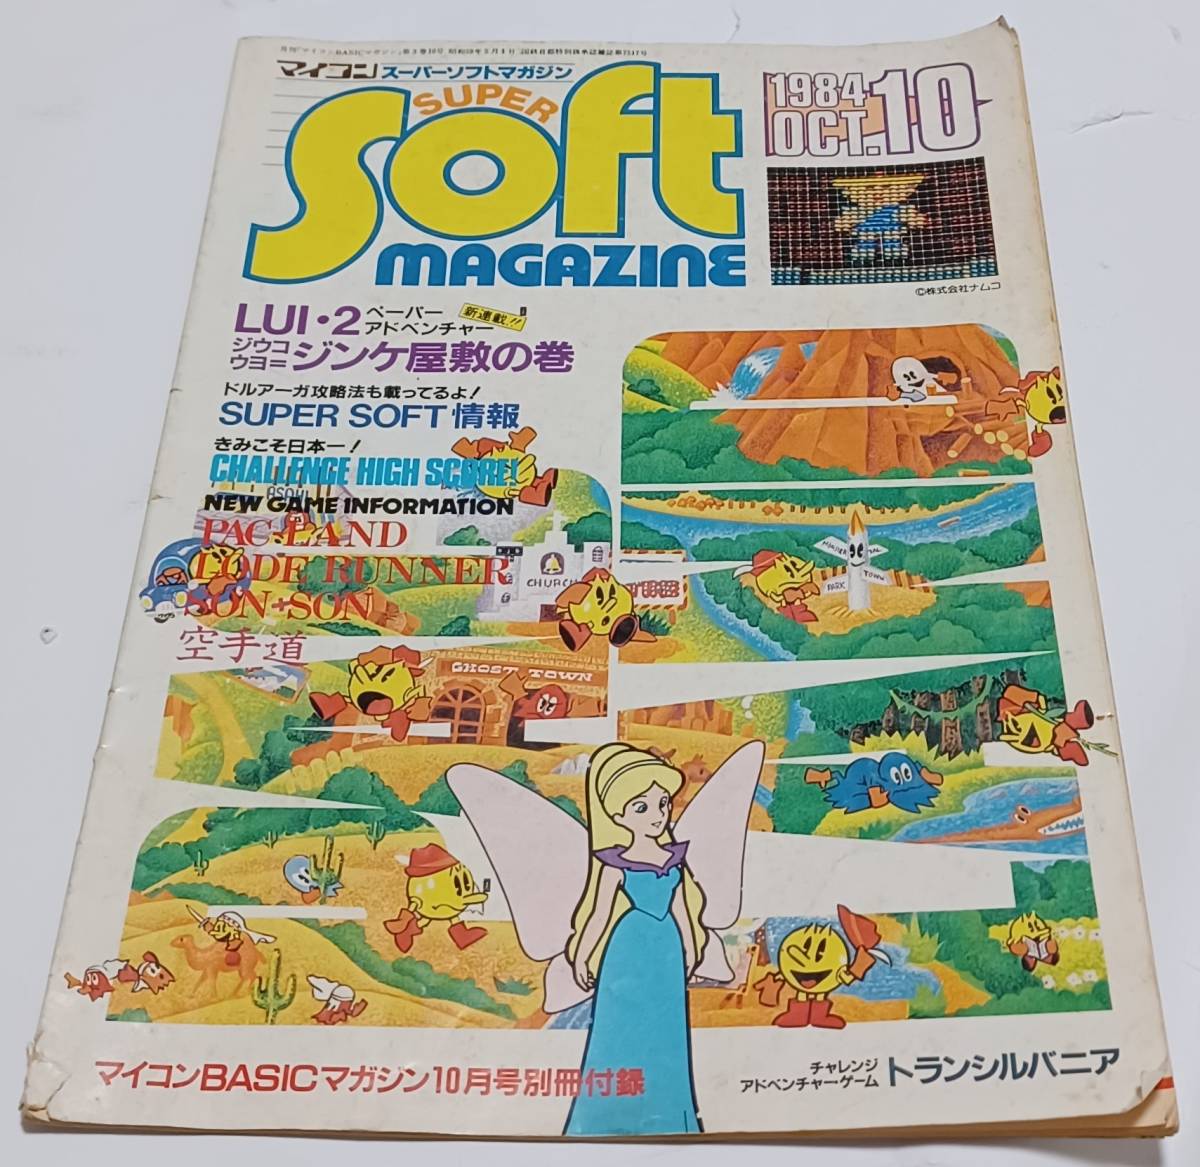 マイコン スーパーソフトマガジン
SUPER
Soft
MAGAZINE
1984
OCT. 10
©株式会社ナムコ
LUI・2 ペーパーアドベンチャー
新連載!!
ジウコウヨ= ジンケ屋敷の巻
ドルアーガ攻略法も載ってるよ!
SUPER SOFT 情報
きみこそ日本一!
CHALLENGE HIGH SCORE!
NEW GAME INFORMATION
PAC-LAND
LODE RUNNER
SON+SON
空手道
CHURCH
GHOST TOWN
PARK
TOWN
マイコンBASICマガジン10月号別冊付録
チャレンジ
アドベンチャー・ゲーム トランシルバニア